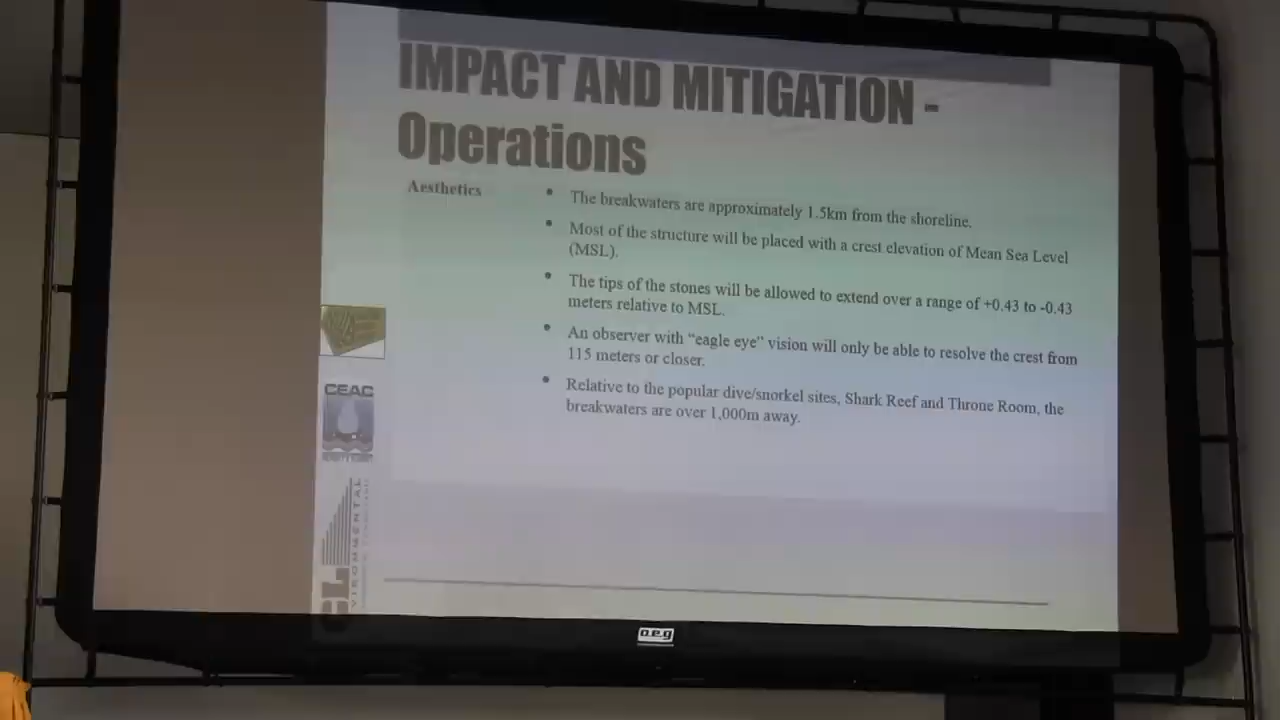 IMPACT AND MITIGATION -
Operations
Aesthetics
• The breakwaters are approximately 1.5km from the shoreline.
• Most of the structure will be placed with a crest elevation of Mean Sea Level
(MSL).
• The tips of the stones will be allowed to extend over a range of +0.43 to -0.43
meters relative to MSL.
• An observer with “eagle eye” vision will only be able to resolve the crest from
115 meters or closer.
• Relative to the popular dive/snorkel sites, Shark Reef and Throne Room, the
breakwaters are over 1,000m away.
CEAC
CL
VIRONMENTAL
a.e.g